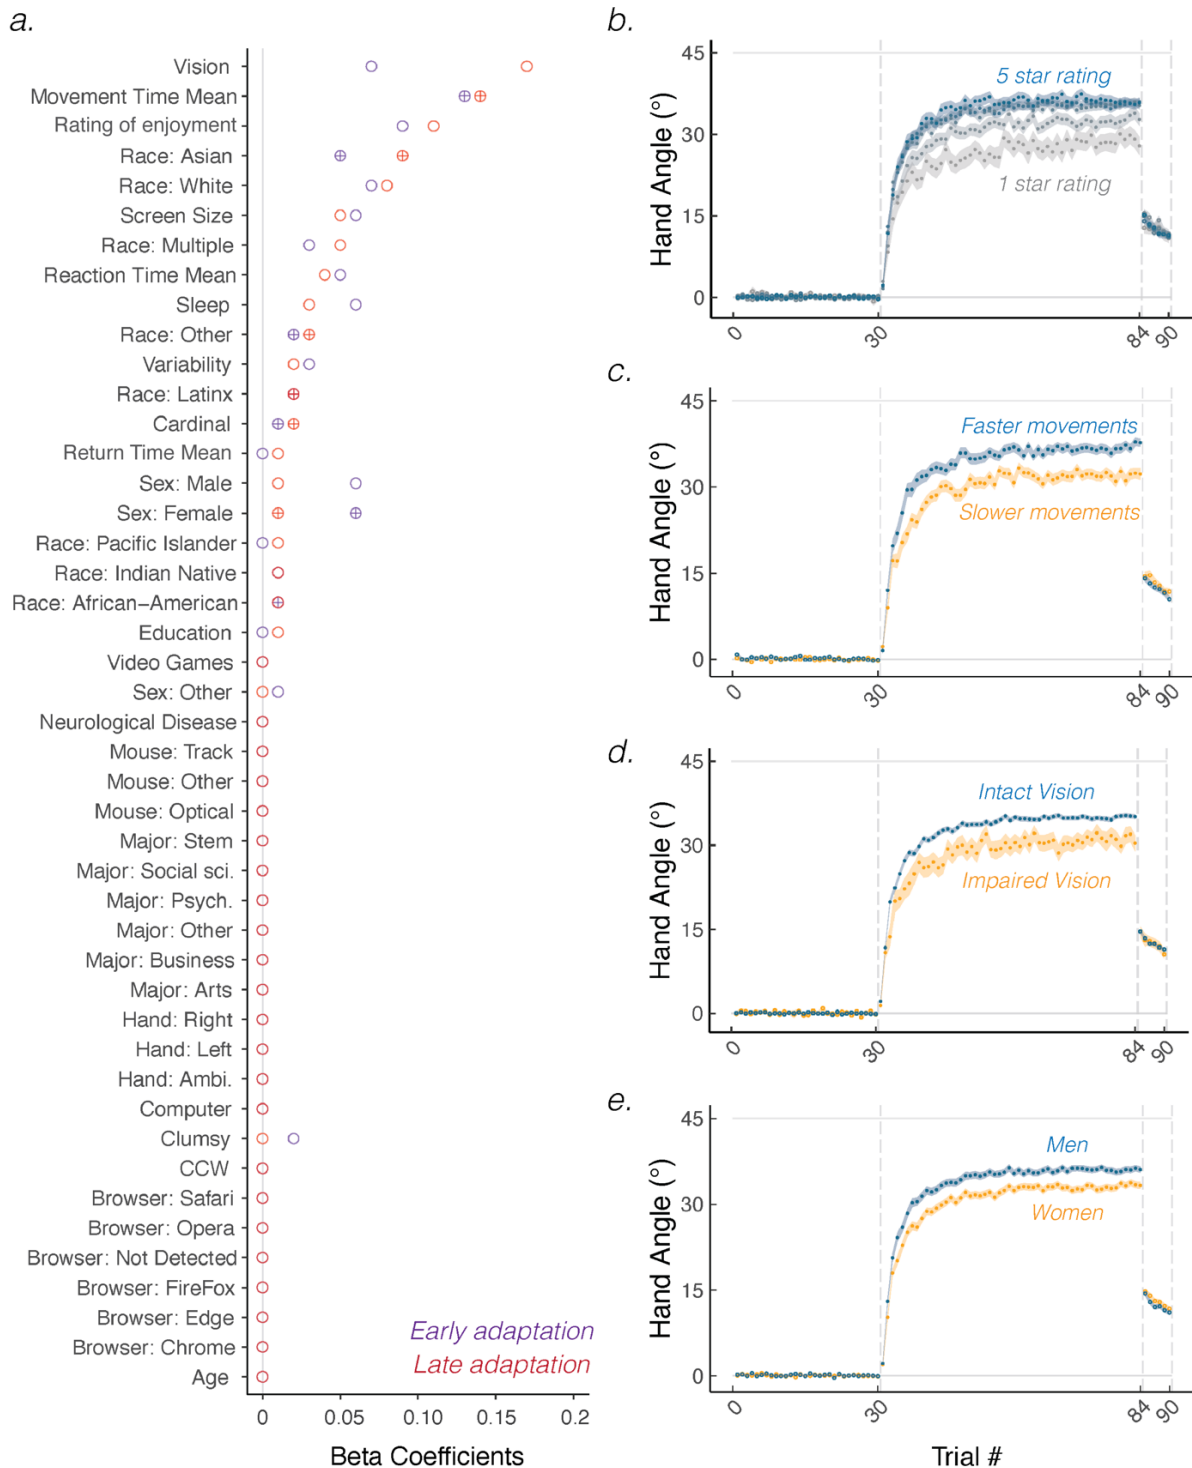 a.
Vision
Movement Time Mean
Rating of enjoyment
Race: Asian
Race: White
Screen Size
Race: Multiple
Reaction Time Mean
Sleep
Race: Other
Variability
Race: Latinx
Cardinal
Return Time Mean
Sex: Male
Sex: Female
Race: Pacific Islander
Race: Indian Native
Race: African−American
Education
Video Games
Sex: Other
Neurological Disease
Mouse: Track
Mouse: Other
Mouse: Optical
Major: Stem
Major: Social sci.
Major: Psych.
Major: Other
Major: Business
Major: Arts
Hand: Right
Hand: Left
Hand: Ambi.
Computer
Clumsy
CCW
Browser: Safari
Browser: Opera
Browser: Not Detected
Browser: FireFox
Browser: Edge
Browser: Chrome
Age
Early adaptation
Late adaptation
0 0.05 0.10 0.15 0.2
Beta Coefficients
b.
45
30
15
0
Hand Angle (°)
5 star rating
1 star rating
0 30 84 90
c.
45
30
15
0
Hand Angle (°)
Faster movements
Slower movements
0 30 84 90
d.
45
30
15
0
Hand Angle (°)
Intact Vision
Impaired Vision
0 30 84 90
e.
45
30
15
0
Hand Angle (°)
Men
Women
0 30 84 90
Trial #